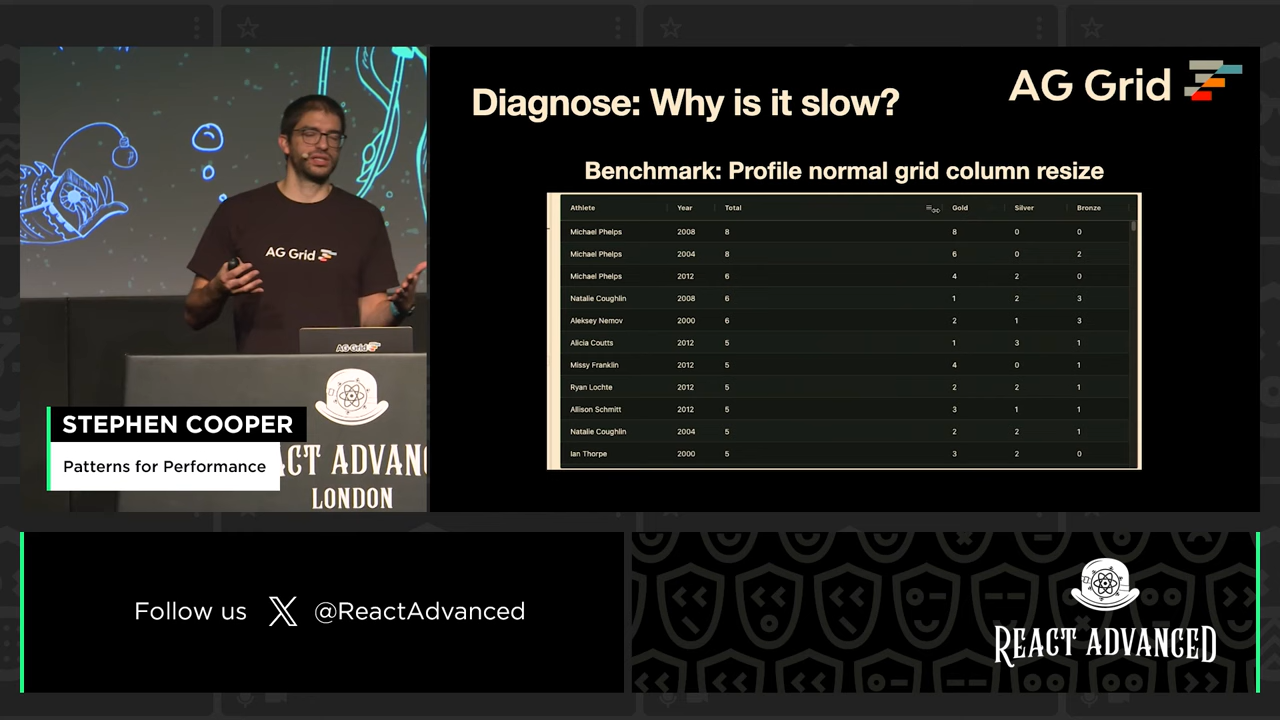 AG Grid
Diagnose: Why is it slow?
Benchmark: Profile normal grid column resize
Athlete Year Total Gold Silver Bronze
Michael Phelps 2008 8 8 0 0
Michael Phelps 2004 8 6 0 2
Michael Phelps 2012 6 4 2 0
Natalie Coughlin 2008 6 1 2 3
Aleksey Nemov 2000 6 2 1 3
Alicia Coutts 2012 5 1 3 1
Missy Franklin 2012 5 4 0 1
Ryan Lochte 2012 5 2 2 1
Allison Schmitt 2012 5 3 1 1
Natalie Coughlin 2004 5 2 2 1
Ian Thorpe 2000 5 3 2 0
AG Grid
AG Grid
STEPHEN COOPER
Patterns for Performance
ACT ADVAN
LONDON
Follow us X @ReactAdvanced
REACT ADVANCED